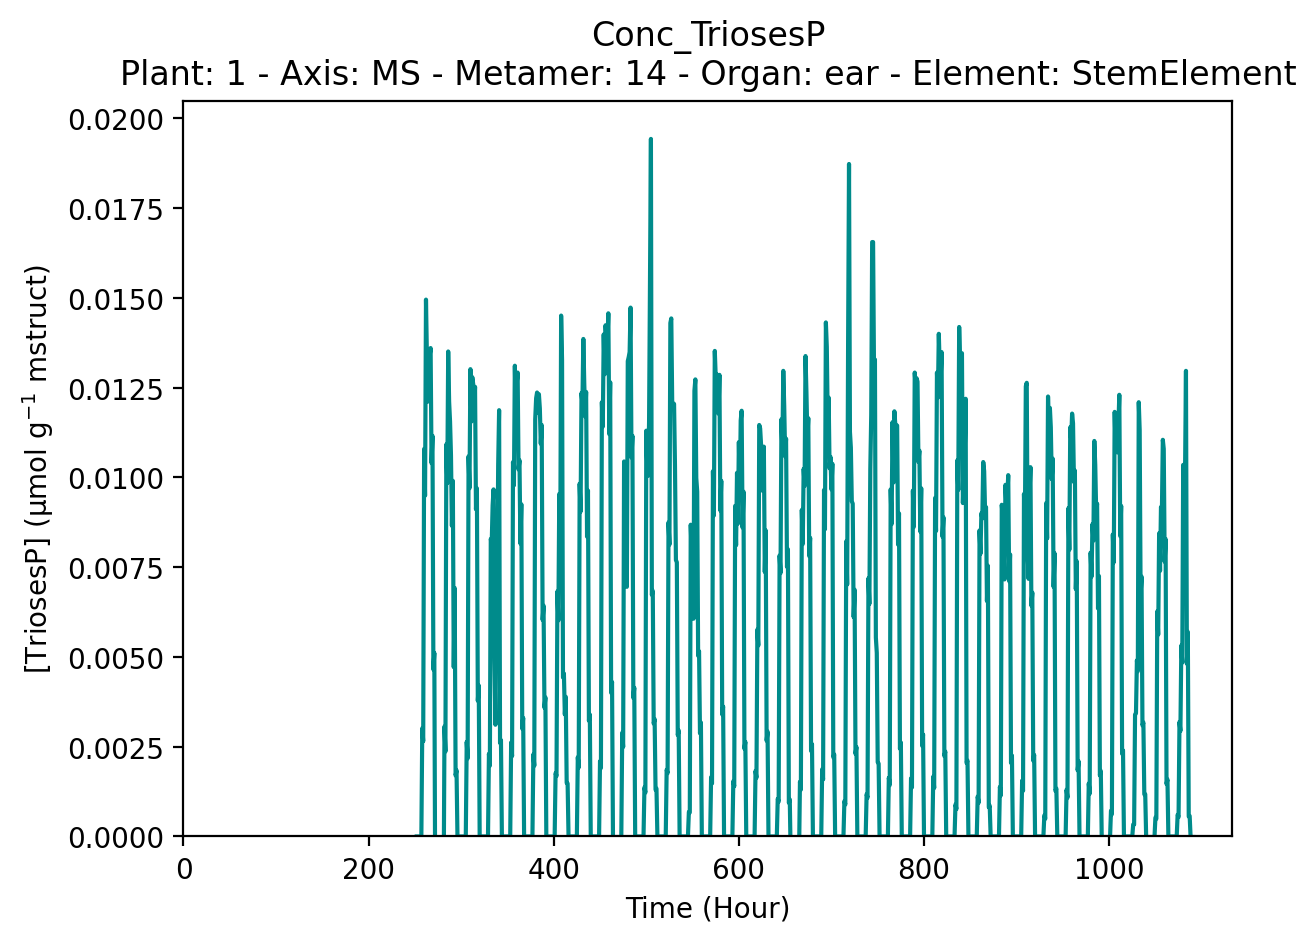 Conc_TriosesP
Plant: 1 - Axis: MS - Metamer: 14 - Organ: ear - Element: StemElement
0.0200
0.0175
0.0150
0.0125
0.0100
0.0075
0.0050
0.0025
0.0000
[TriosesP] (µmol g⁻¹ mstruct)
0 200 400 600 800 1000
Time (Hour)